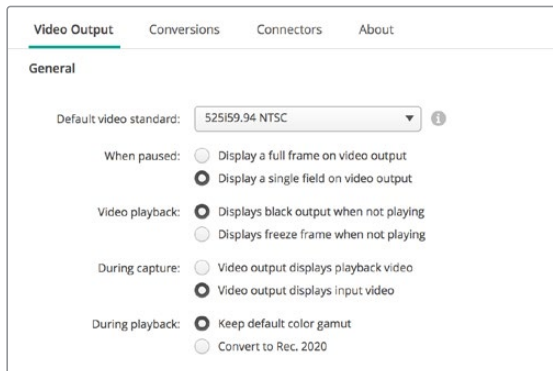 Video Output Conversions Connectors About
General
Default video standard: 525i59.94 NTSC
When paused: Display a full frame on video output
Display a single field on video output
Video playback: Displays black output when not playing
Displays freeze frame when not playing
During capture: Video output displays playback video
Video output displays input video
During playback: Keep default color gamut
Convert to Rec. 2020